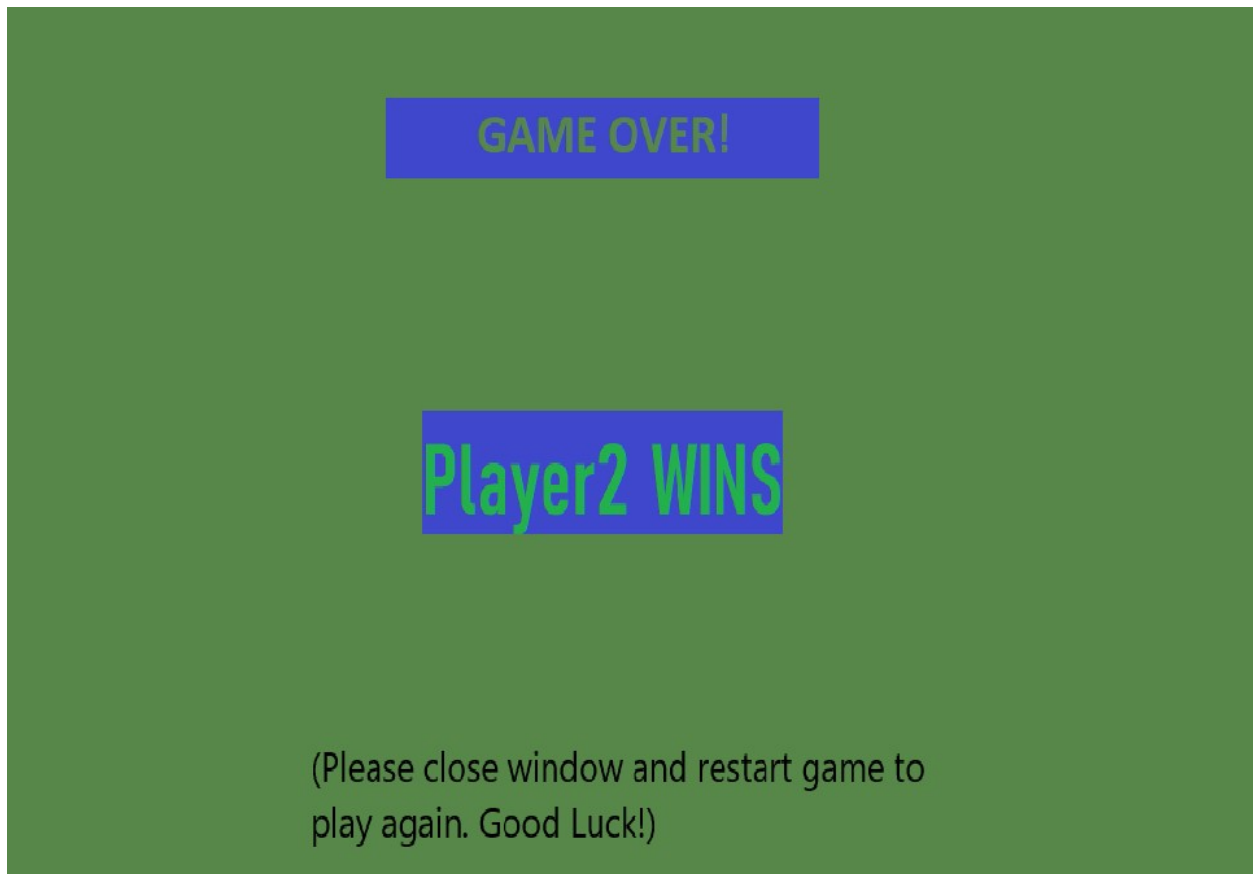 GAME OVER!
Player2 WINS
(Please close window and restart game to
play again. Good Luck!)